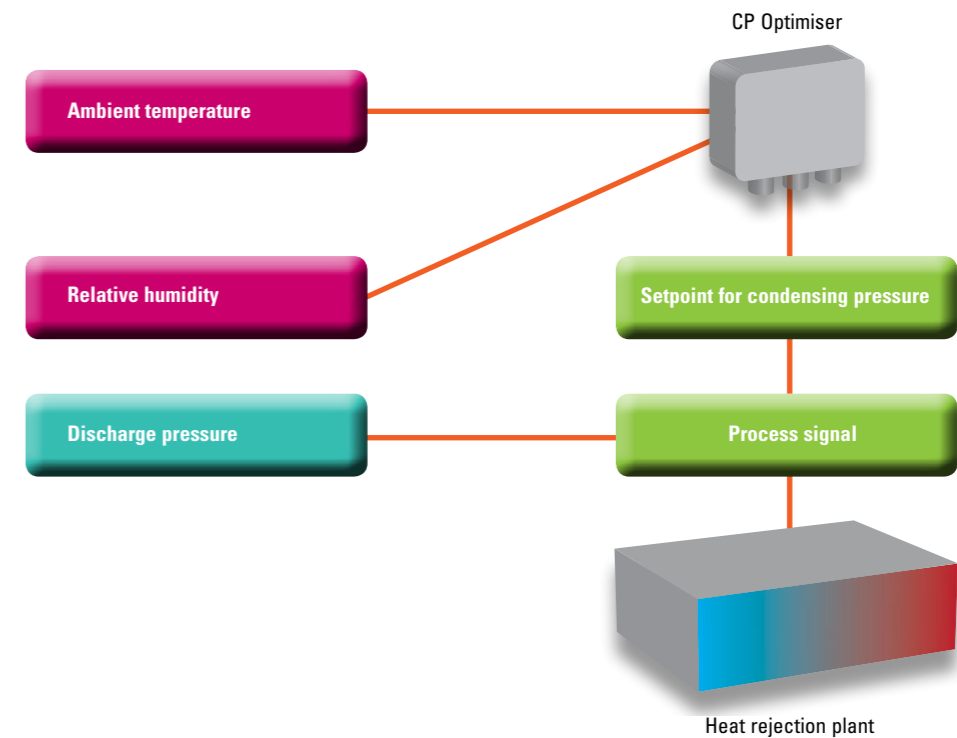 CP Optimiser
Ambient temperature
Relative humidity
Setpoint for condensing pressure
Discharge pressure
Process signal
Heat rejection plant